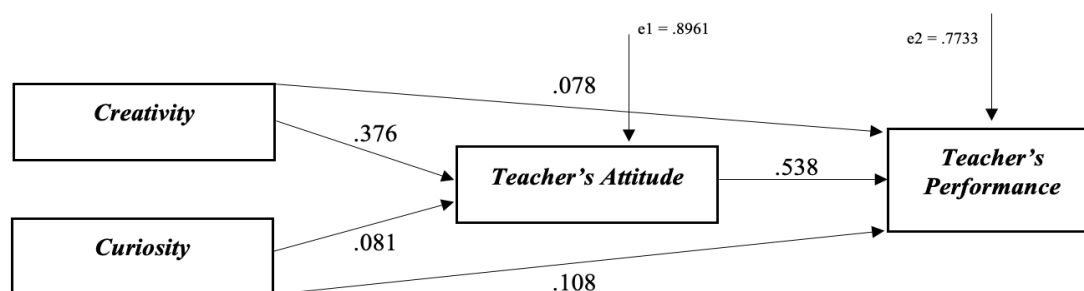 e1 = .8961
e2 = .7733
.078
Creativity
.376
Teacher's Attitude
.538
Teacher's
Performance
Curiosity
.081
.108